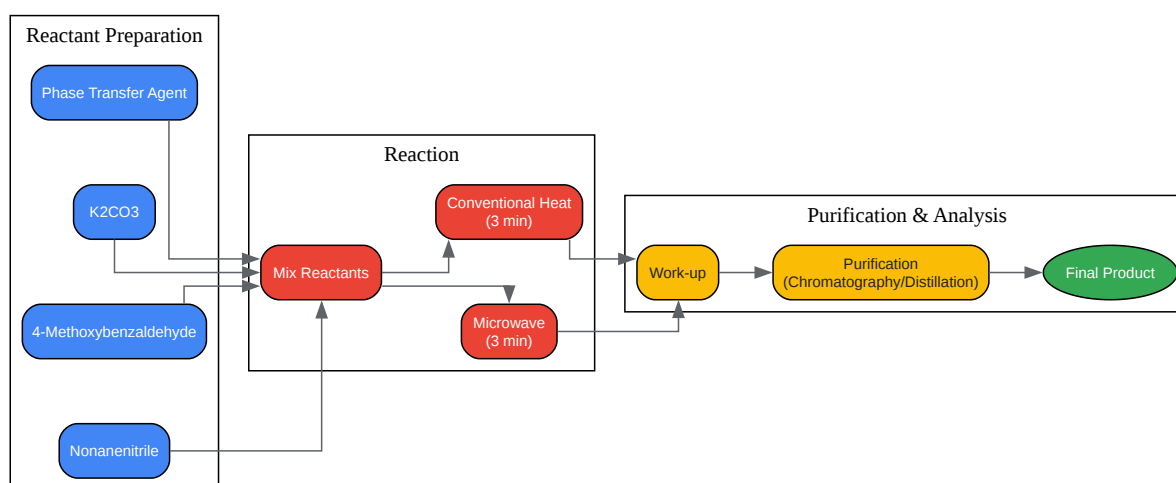 Reactant Preparation
Phase Transfer Agent
K2CO3
4-Methoxybenzaldehyde
Nonanenitrile
Reaction
Mix Reactants
Conventional Heat
(3 min)
Microwave
(3 min)
Purification & Analysis
Work-up
Purification
(Chromatography/Distillation)
Final Product